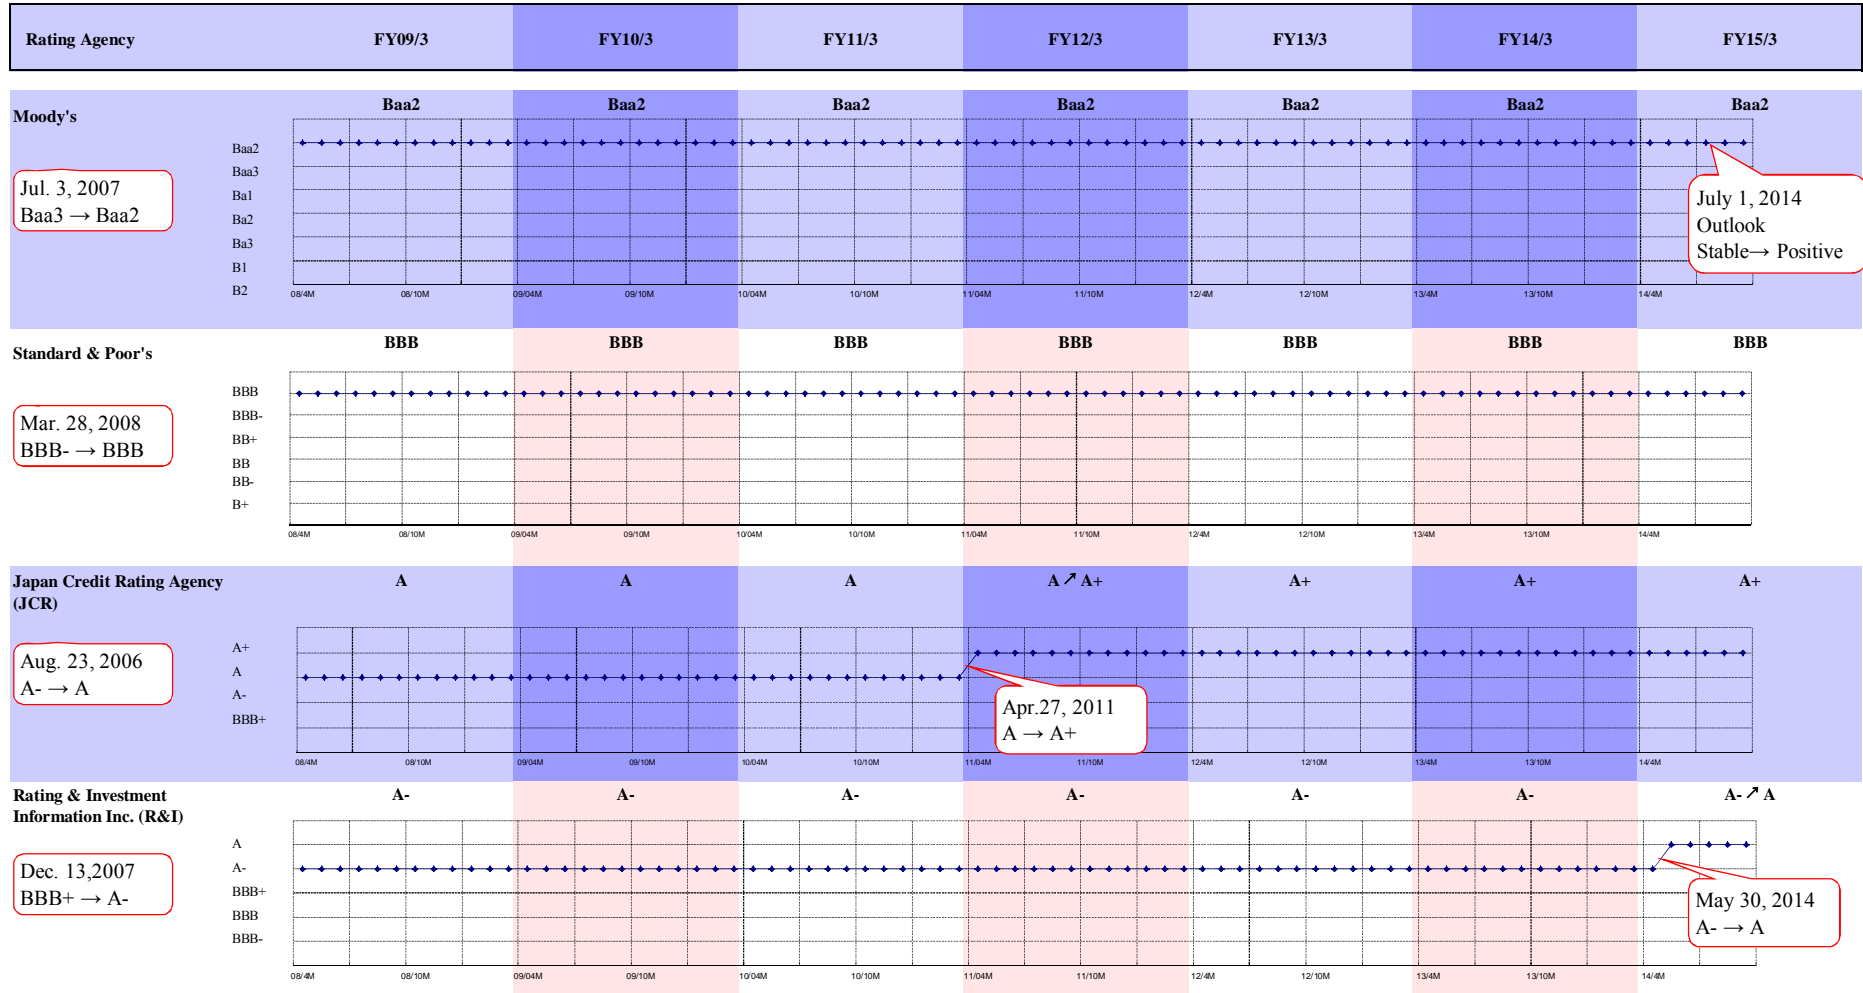 Rating Agency FY09/3 FY10/3 FY11/3 FY12/3 FY13/3 FY14/3 FY15/3
Moody's
Baa2 Baa2 Baa2 Baa2 Baa2 Baa2 Baa2
Jul. 3, 2007
Baa3 → Baa2
Baa2
Baa3
Ba1
Ba2
Ba3
B1
B2
July 1, 2014
Outlook
Stable→ Positive
08/4M 08/10M 09/04M 09/10M 10/04M 10/10M 11/04M 11/10M 12/4M 12/10M 13/4M 13/10M 14/4M
Standard & Poor's
BBB BBB BBB BBB BBB BBB BBB
Mar. 28, 2008
BBB- → BBB
BBB
BBB-
BB+
BB
BB-
B+
08/4M 08/10M 09/04M 09/10M 10/04M 10/10M 11/04M 11/10M 12/4M 12/10M 13/4M 13/10M 14/4M
Japan Credit Rating Agency
(JCR)
A A A A↗A+ A+ A+ A+
Aug. 23, 2006
A- → A
A+
A
A-
BBB+
Apr.27, 2011
A → A+
08/4M 08/10M 09/04M 09/10M 10/04M 10/10M 11/04M 11/10M 12/4M 12/10M 13/4M 13/10M 14/4M
Rating & Investment
Information Inc. (R&I)
A- A- A- A- A- A- A-↗A
Dec. 13,2007
BBB+ → A-
A
A-
BBB+
BBB
BBB-
May 30, 2014
A- → A
08/4M 08/10M 09/04M 09/10M 10/04M 10/10M 11/04M 11/10M 12/4M 12/10M 13/4M 13/10M 14/4M